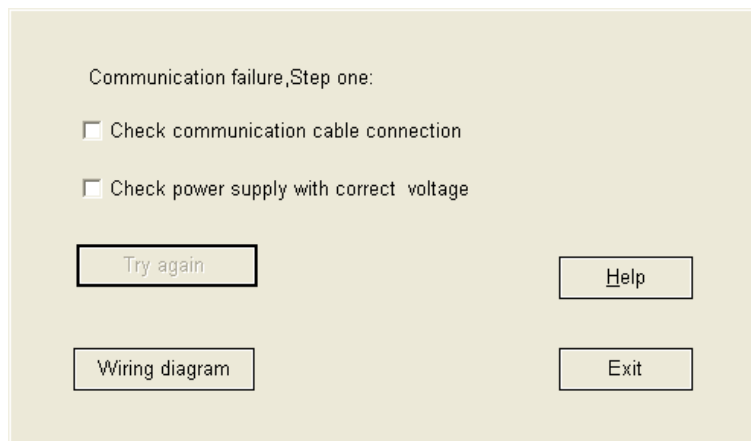 Communication failure,Step one:
Check communication cable connection
Check power supply with correct voltage
Try again
Help
Wiring diagram
Exit